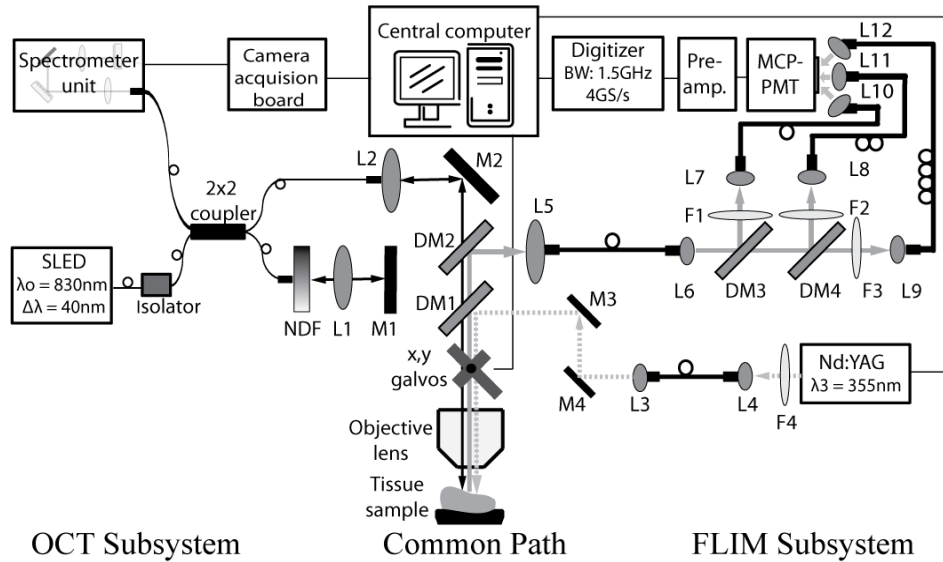 Spectrometer
unit
Camera
acquision
board
Central computer
Digitizer
BW: 1.5GHz
4GS/s
Pre-
amp.
MCP-
PMT
L12
L11
L10
L2
M2
2x2
coupler
L5
L7
L8
F1
F2
SLED
λo = 830nm
Δλ = 40nm
Isolator
NDF
L1
M1
DM2
DM1
L6
DM3
DM4
F3
L9
M3
x,y
galvos
M4
L3
L4
F4
Nd:YAG
λ3 = 355nm
Objective
lens
Tissue
sample
OCT Subsystem
Common Path
FLIM Subsystem